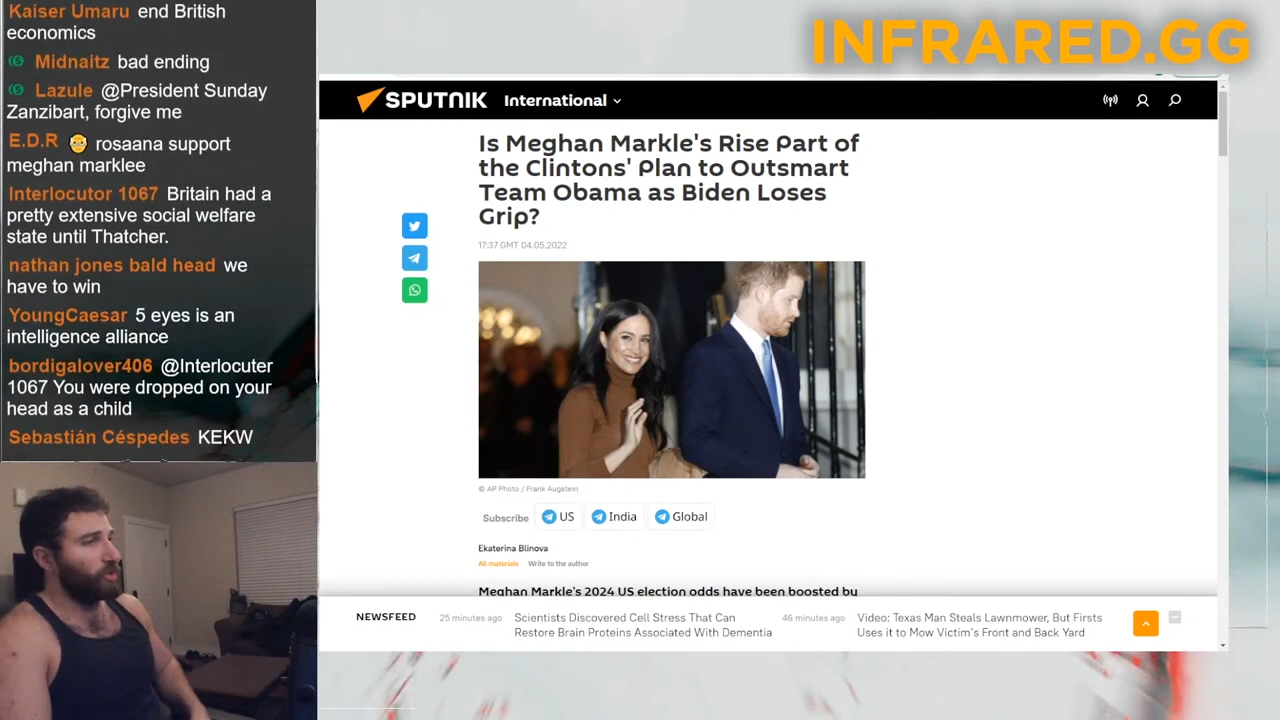 Kaiser Umaru end British
economics
Midnaitz bad ending
Lazule @President Sunday
Zanzibart, forgive me
E.D.R rosaana support
meghan marklee
Interlocutor 1067 Britain had a
pretty extensive social welfare
state until Thatcher.
nathan jones bald head we
have to win
YoungCaesar 5 eyes is an
intelligence alliance
bordigalover406 @Interlocuter
1067 You were dropped on your
head as a child
Sebastián Céspedes KEKW
INFRARED.GG
SPUTNIK International
Is Meghan Markle's Rise Part of
the Clintons' Plan to Outsmart
Team Obama as Biden Loses
Grip?
17:37 GMT 04.05.2022
© AP Photo / Frank Augstein
Subscribe US India Global
Ekaterina Blinova
All materials Write to the author
Meghan Markle's 2024 US election odds have been boosted by
NEWSFEED
25 minutes ago
Scientists Discovered Cell Stress That Can
Restore Brain Proteins Associated With Dementia
46 minutes ago
Video: Texas Man Steals Lawnmower, But Firsts
Uses it to Mow Victim's Front and Back Yard